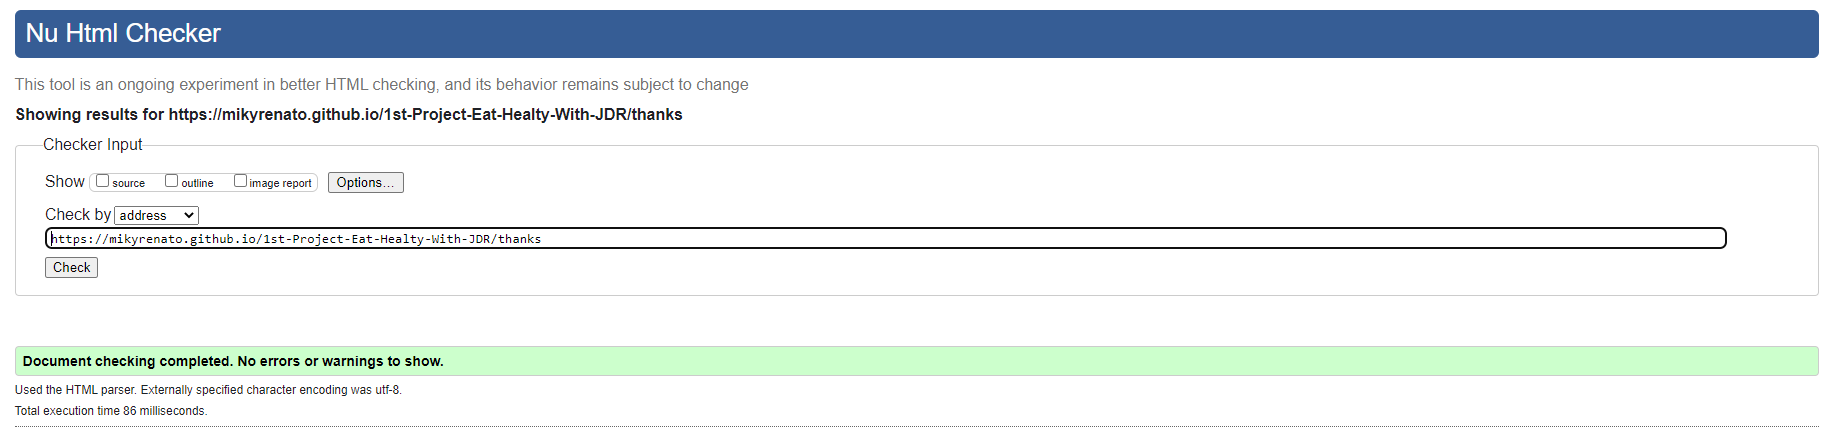 Nu Html Checker
This tool is an ongoing experiment in better HTML checking, and its behavior remains subject to change
Showing results for https://mikyrenato.github.io/1st-Project-Eat-Healty-With-JDR/thanks
Checker Input
Show source outline image report Options...
Check by address
https://mikyrenato.github.io/1st-Project-Eat-Healty-With-JDR/thanks
Check
Document checking completed. No errors or warnings to show.
Used the HTML parser. Externally specified character encoding was utf-8.
Total execution time 86 milliseconds.